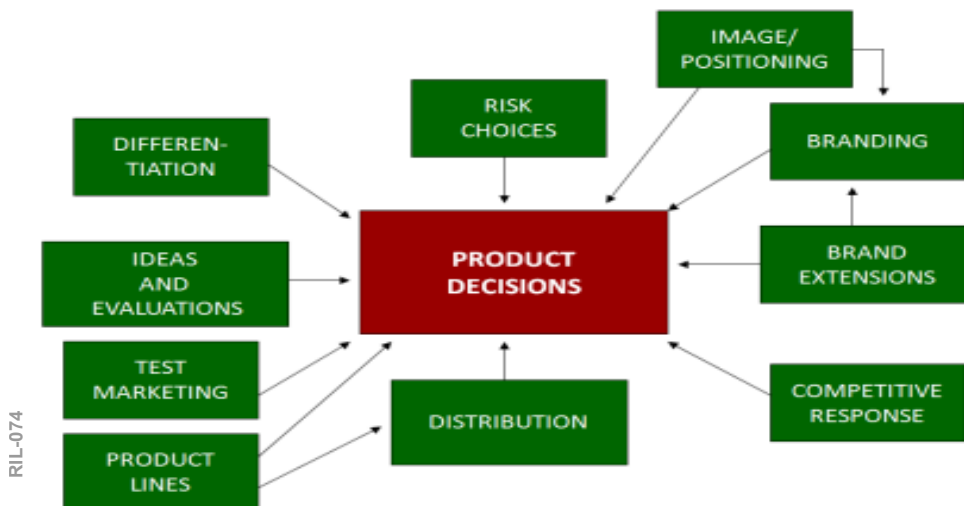 IMAGE/
POSITIONING
RISK
CHOICES
DIFFEREN-
TIATION
BRANDING
PRODUCT
DECISIONS
IDEAS
AND
EVALUATIONS
BRAND
EXTENSIONS
TEST
MARKETING
DISTRIBUTION
COMPETITIVE
RESPONSE
PRODUCT
LINES
RIL-074